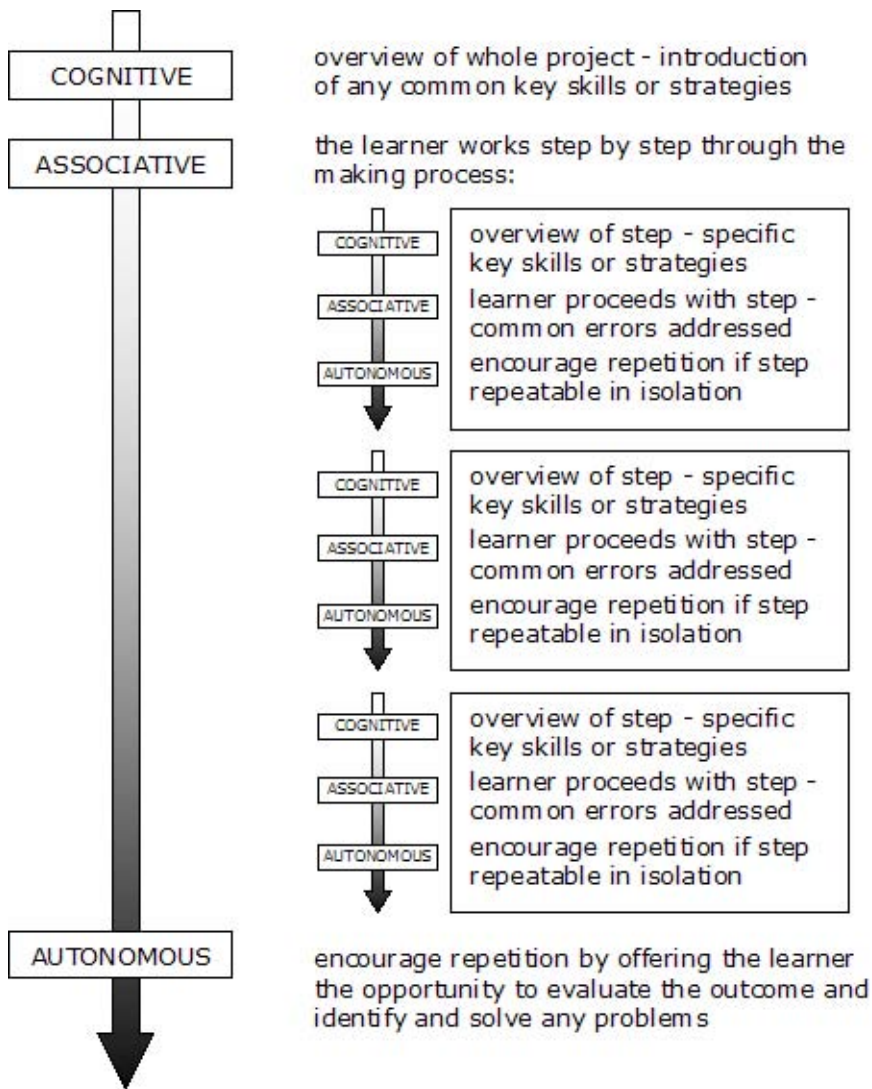 COGNITIVE
overview of whole project - introduction
of any common key skills or strategies
ASSOCIATIVE
the learner works step by step through the
making process:
COGNITIVE
overview of step - specific
key skills or strategies
ASSOCIATIVE
learner proceeds with step -
common errors addressed
AUTONOMOUS
encourage repetition if step
repeatable in isolation
COGNITIVE
overview of step - specific
key skills or strategies
ASSOCIATIVE
learner proceeds with step -
common errors addressed
AUTONOMOUS
encourage repetition if step
repeatable in isolation
COGNITIVE
overview of step - specific
key skills or strategies
ASSOCIATIVE
learner proceeds with step -
common errors addressed
AUTONOMOUS
encourage repetition if step
repeatable in isolation
AUTONOMOUS
encourage repetition by offering the learner
the opportunity to evaluate the outcome and
identify and solve any problems